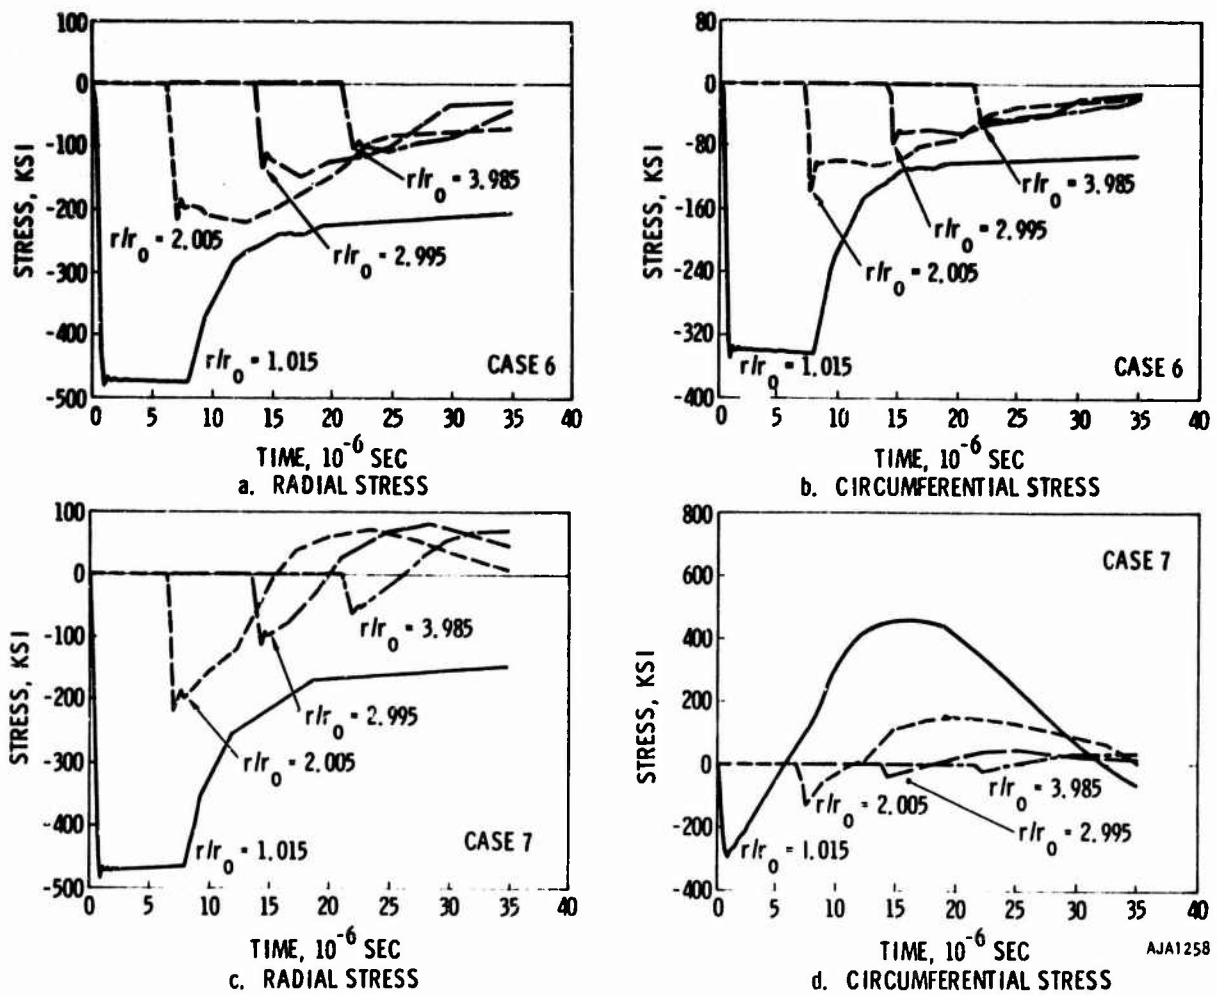 100
0
-100
-200
-300
-400
-500
STRESS, KSI
r/r0 = 2.005
r/r0 = 2.995
r/r0 = 3.985
r/r0 = 1.015
CASE 6
0 5 10 15 20 25 30 35 40
TIME, 10-6 SEC
a. RADIAL STRESS
80
0
-80
-160
-240
-320
-400
STRESS, KSI
r/r0 = 3.985
r/r0 = 2.995
r/r0 = 2.005
r/r0 = 1.015
CASE 6
0 5 10 15 20 25 30 35 40
TIME, 10-6 SEC
b. CIRCUMFERENTIAL STRESS
100
0
-100
-200
-300
-400
-500
STRESS, KSI
r/r0 = 3.985
r/r0 = 2.995
r/r0 = 2.005
r/r0 = 1.015
CASE 7
0 5 10 15 20 25 30 35 40
TIME, 10-6 SEC
c. RADIAL STRESS
800
600
400
200
0
-200
-400
STRESS, KSI
CASE 7
r/r0 = 3.985
r/r0 = 2.005
r/r0 = 2.995
r/r0 = 1.015
0 5 10 15 20 25 30 35 40
TIME, 10-6 SEC
AJA1258
d. CIRCUMFERENTIAL STRESS